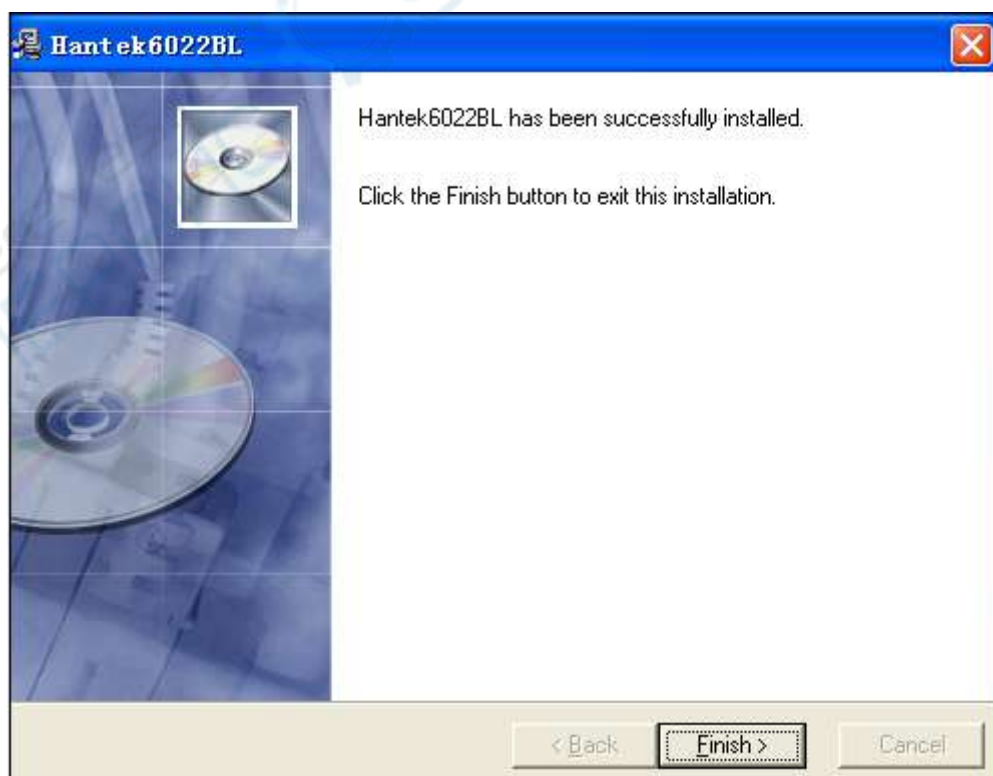 Hantek6022BL
Hantek6022BL has been successfully installed.
Click the Finish button to exit this installation.
< Back
Finish >
Cancel